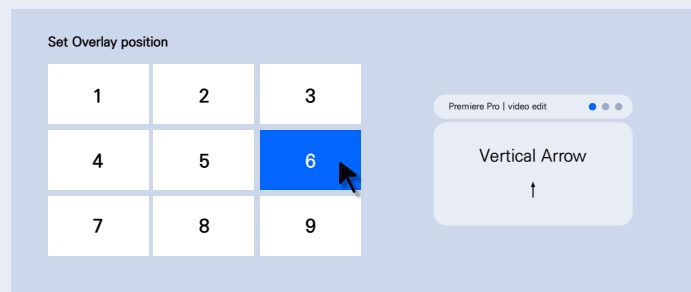 Set Overlay position
1 2 3
4 5 6
7 8 9
Premiere Pro | video edit
Vertical Arrow
↑